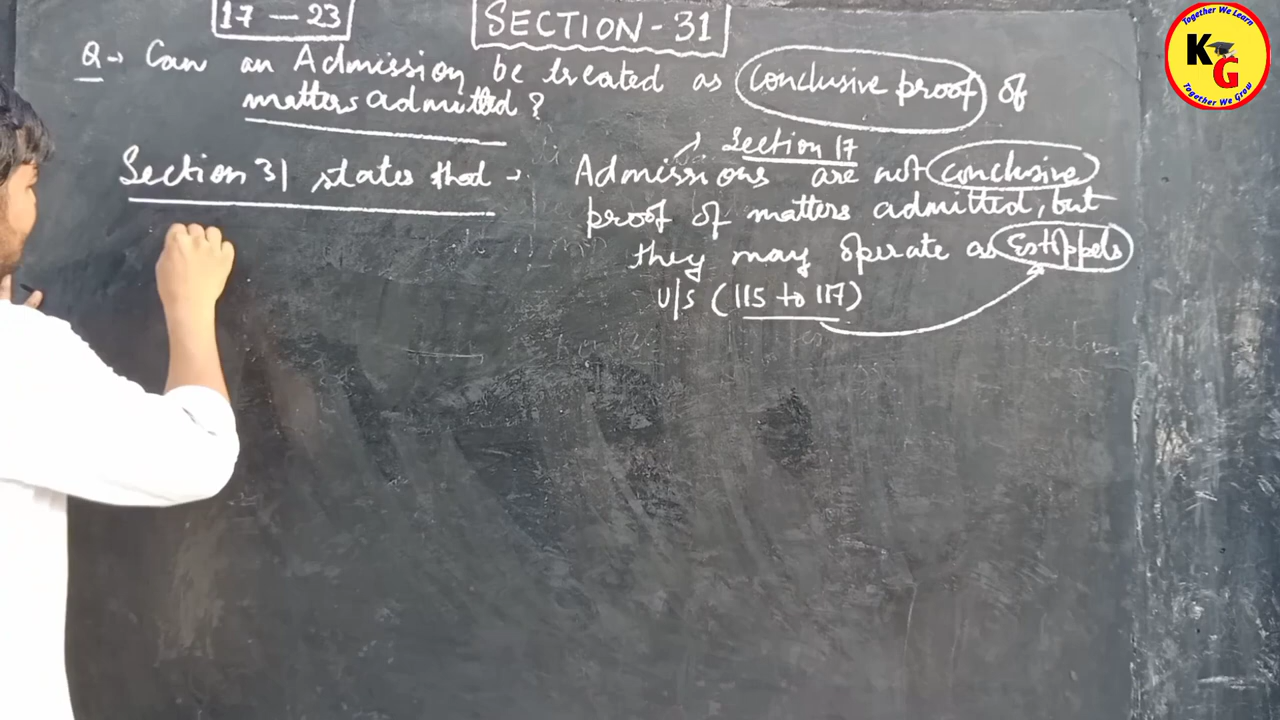 17 — 23
SECTION - 31
Q→ Can an Admission be treated as conclusive proof of
matters admitted ?
Section 17
Section 31 states that → Admissions are not conclusive
proof of matters admitted, but
they may operate as Estoppels
U/s (115 to 117)
Together We Learn
KG
Together We Grow